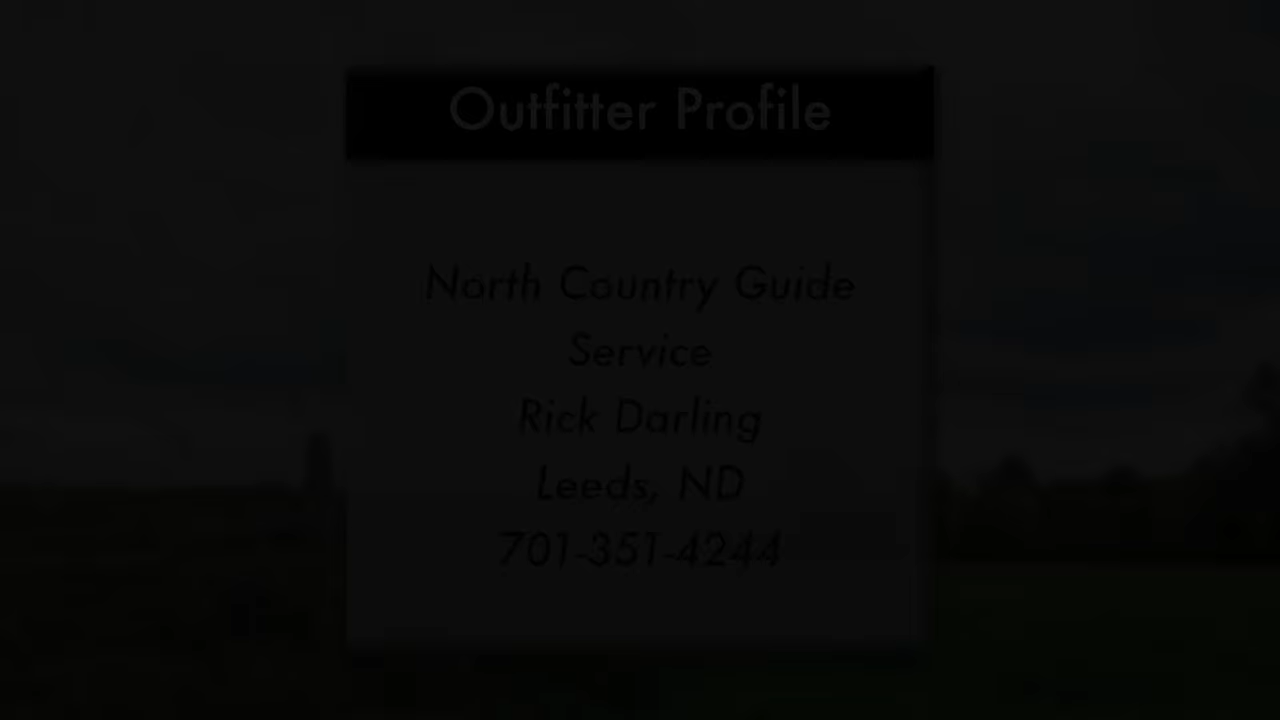 Outfitter Profile
North Country Guide
Service
Rick Darling
Leeds, ND
701-351-4244